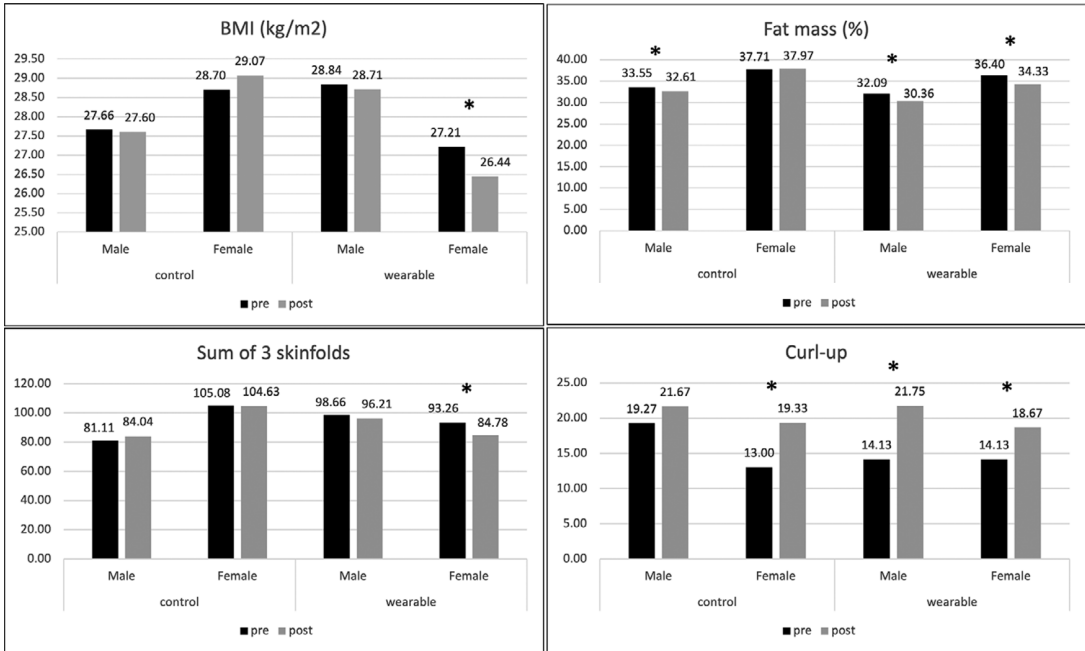 BMI (kg/m2)
29.50
29.00
28.50
28.00
27.50
27.00
26.50
26.00
25.50
25.00
27.66 27.60 28.70 29.07 28.84 28.71 27.21 26.44
*
Male Female Male Female
control wearable
pre post
Fat mass (%)
40.00
35.00
30.00
25.00
20.00
15.00
10.00
5.00
0.00
* * *
33.55 32.61 37.71 37.97 32.09 30.36 36.40 34.33
Male Female Male Female
control wearable
pre post
Sum of 3 skinfolds
120.00
100.00
80.00
60.00
40.00
20.00
0.00
81.11 84.04 105.08 104.63 98.66 96.21 93.26 84.78
*
Male Female Male Female
control wearable
pre post
Curl-up
25.00
20.00
15.00
10.00
5.00
0.00
* * *
19.27 21.67 13.00 19.33 14.13 21.75 14.13 18.67
Male Female Male Female
control wearable
pre post